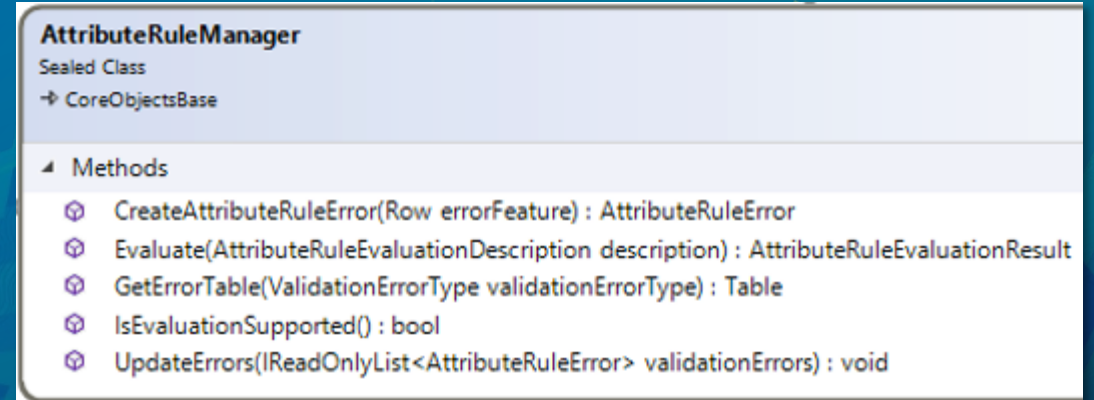 AttributeRuleManager
Sealed Class
CoreObjectsBase
Methods
CreateAttributeRuleError(Row errorFeature) : AttributeRuleError
Evaluate(AttributeRuleEvaluationDescription description) : AttributeRuleEvaluationResult
GetErrorTable(ValidationErrorType validationErrorType) : Table
IsEvaluationSupported() : bool
UpdateErrors(IReadOnlyList<AttributeRuleError> validationErrors) : void